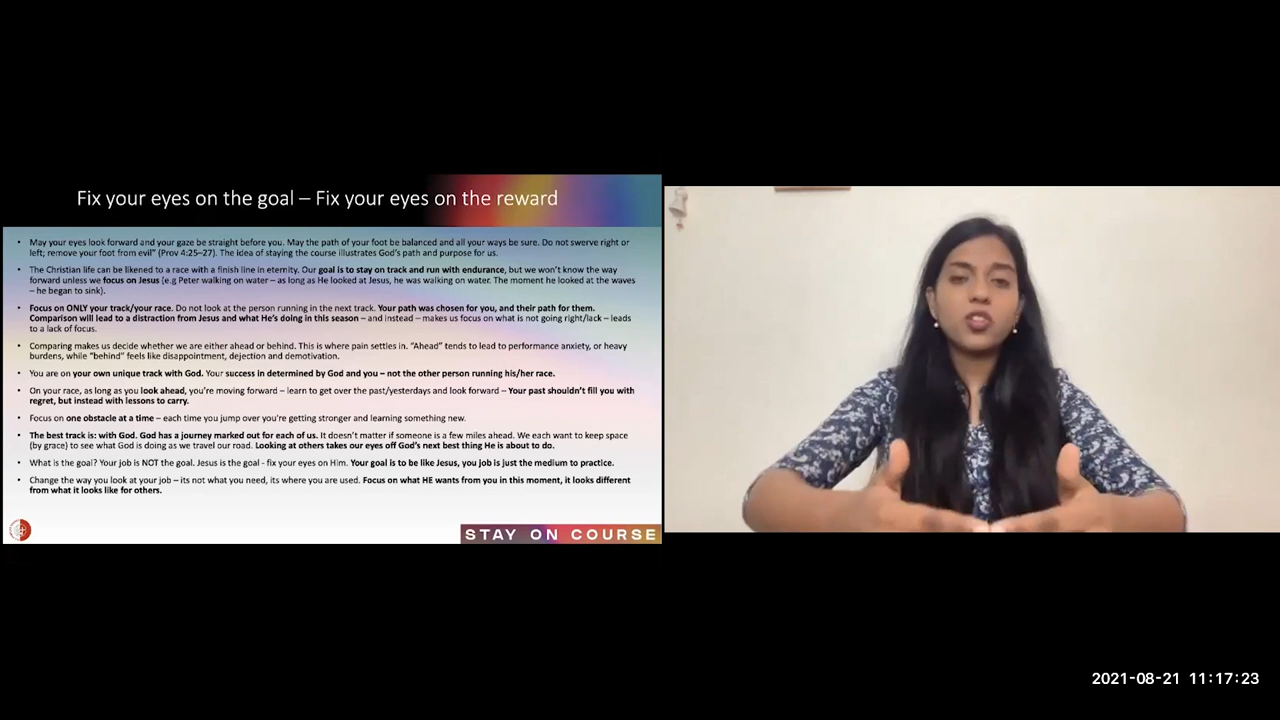 Fix your eyes on the goal – Fix your eyes on the reward
• May your eyes look forward and your gaze be straight before you. May the path of your foot be balanced and all your ways be sure. Do not swerve right or
left; remove your foot from evil" (Prov 4:25–27). The idea of staying the course illustrates God's path and purpose for us.
• The Christian life can be likened to a race with a finish line in eternity. Our goal is to stay on track and run with endurance, but we won't know the way
forward unless we focus on Jesus (e.g Peter walking on water – as long as He looked at Jesus, he was walking on water. The moment he looked at the waves
– he began to sink).
• Focus on ONLY your track/your race. Do not look at the person running in the next track. Your path was chosen for you, and their path for them.
Comparison will lead to a distraction from Jesus and what He's doing in this season – and instead – makes us focus on what is not going right/lack – leads
to a lack of focus.
• Comparing makes us decide whether we are either ahead or behind. This is where pain settles in. "Ahead" tends to lead to performance anxiety, or heavy
burdens, while "behind" feels like disappointment, dejection and demotivation.
• You are on your own unique track with God. Your success in determined by God and you – not the other person running his/her race.
• On your race, as long as you look ahead, you're moving forward – learn to get over the past/yesterdays and look forward – Your past shouldn't fill you with
regret, but instead with lessons to carry.
• Focus on one obstacle at a time – each time you jump over you're getting stronger and learning something new.
• The best track is: with God. God has a journey marked out for each of us. It doesn't matter if someone is a few miles ahead. We each want to keep space
(by grace) to see what God is doing as we travel our road. Looking at others takes our eyes off God's next best thing He is about to do.
• What is the goal? Your job is NOT the goal. Jesus is the goal - fix your eyes on Him. Your goal is to be like Jesus, you job is just the medium to practice.
• Change the way you look at your job – its not what you need, its where you are used. Focus on what HE wants from you in this moment, it looks different
from what it looks like for others.
STAY ON COURSE
2021-08-21 11:17:23